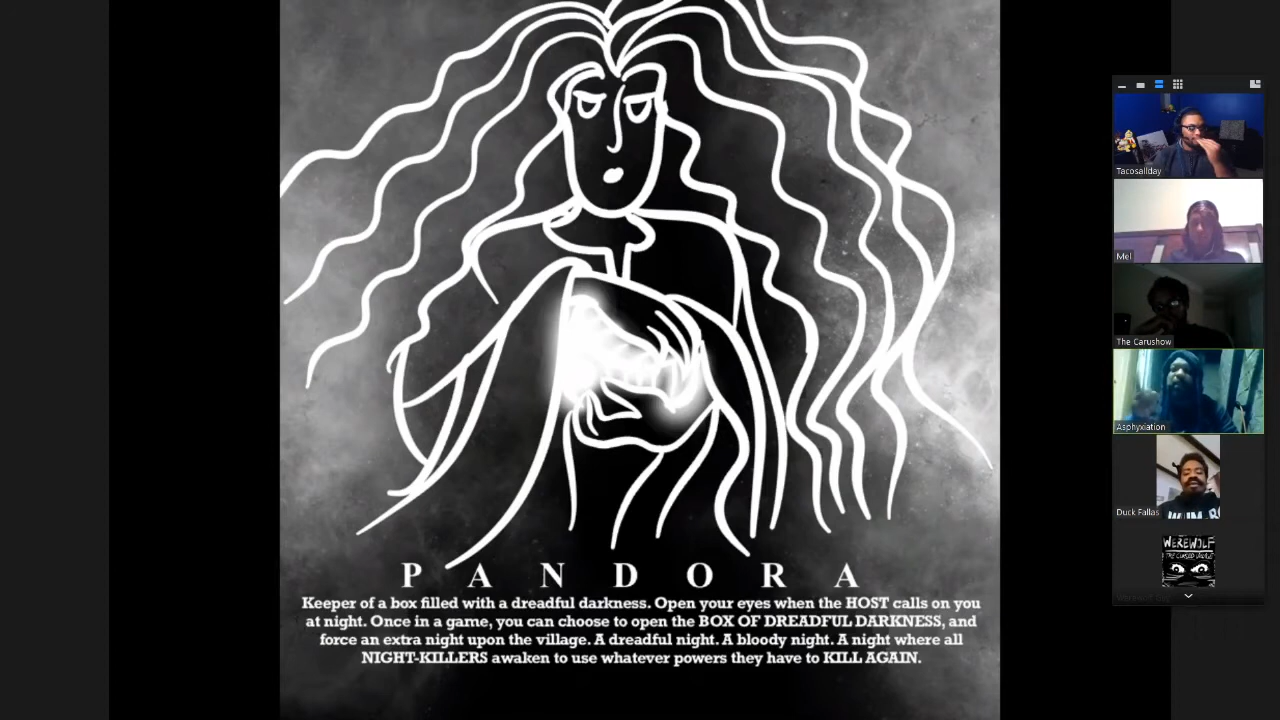 P A N D O R A
Keeper of a box filled with a dreadful darkness. Open your eyes when the HOST calls on you
at night. Once in a game, you can choose to open the BOX OF DREADFUL DARKNESS, and
force an extra night upon the village. A dreadful night. A bloody night. A night where all
NIGHT-KILLERS awaken to use whatever powers they have to KILL AGAIN.
Tacosallday
Mel
The Carushow
Asphyxiation
Duck Fallas
WEREWOLF